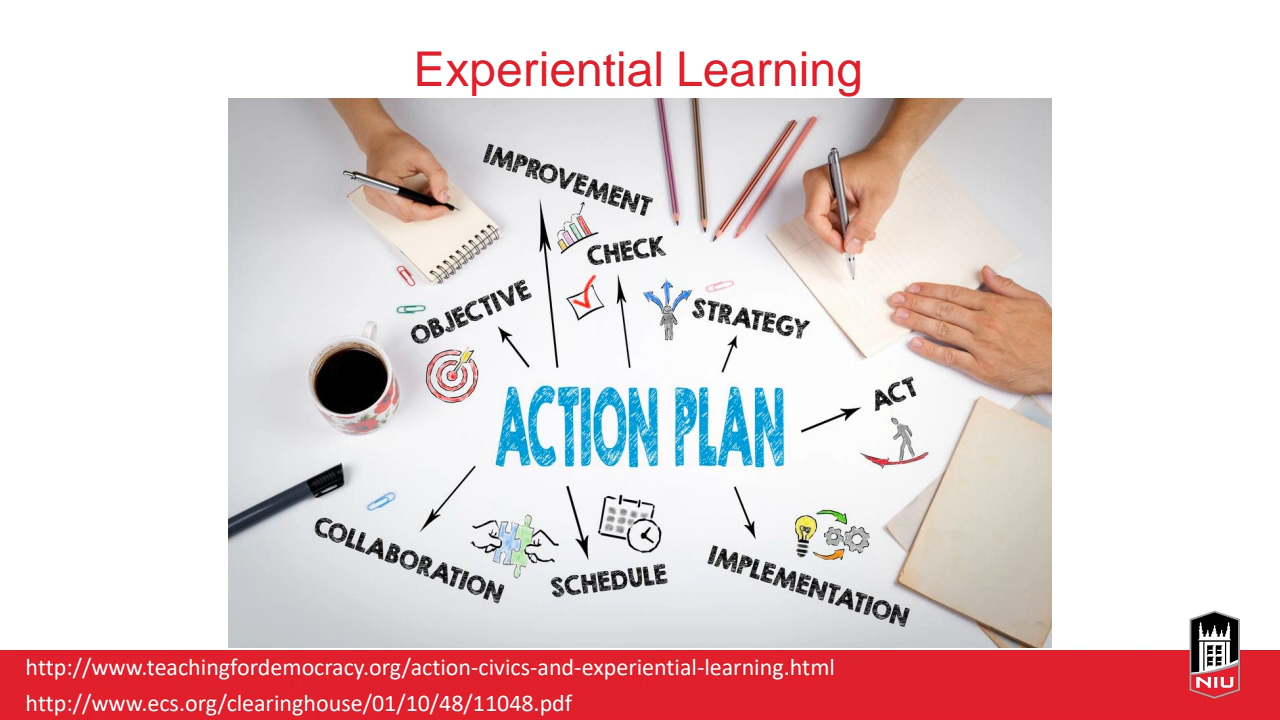 Experiential Learning
IMPROVEMENT
CHECK
OBJECTIVE
STRATEGY
ACTION PLAN
ACT
COLLABORATION
SCHEDULE
IMPLEMENTATION
http://www.teachingfordemocracy.org/action-civics-and-experiential-learning.html
http://www.ecs.org/clearinghouse/01/10/48/11048.pdf
NIU